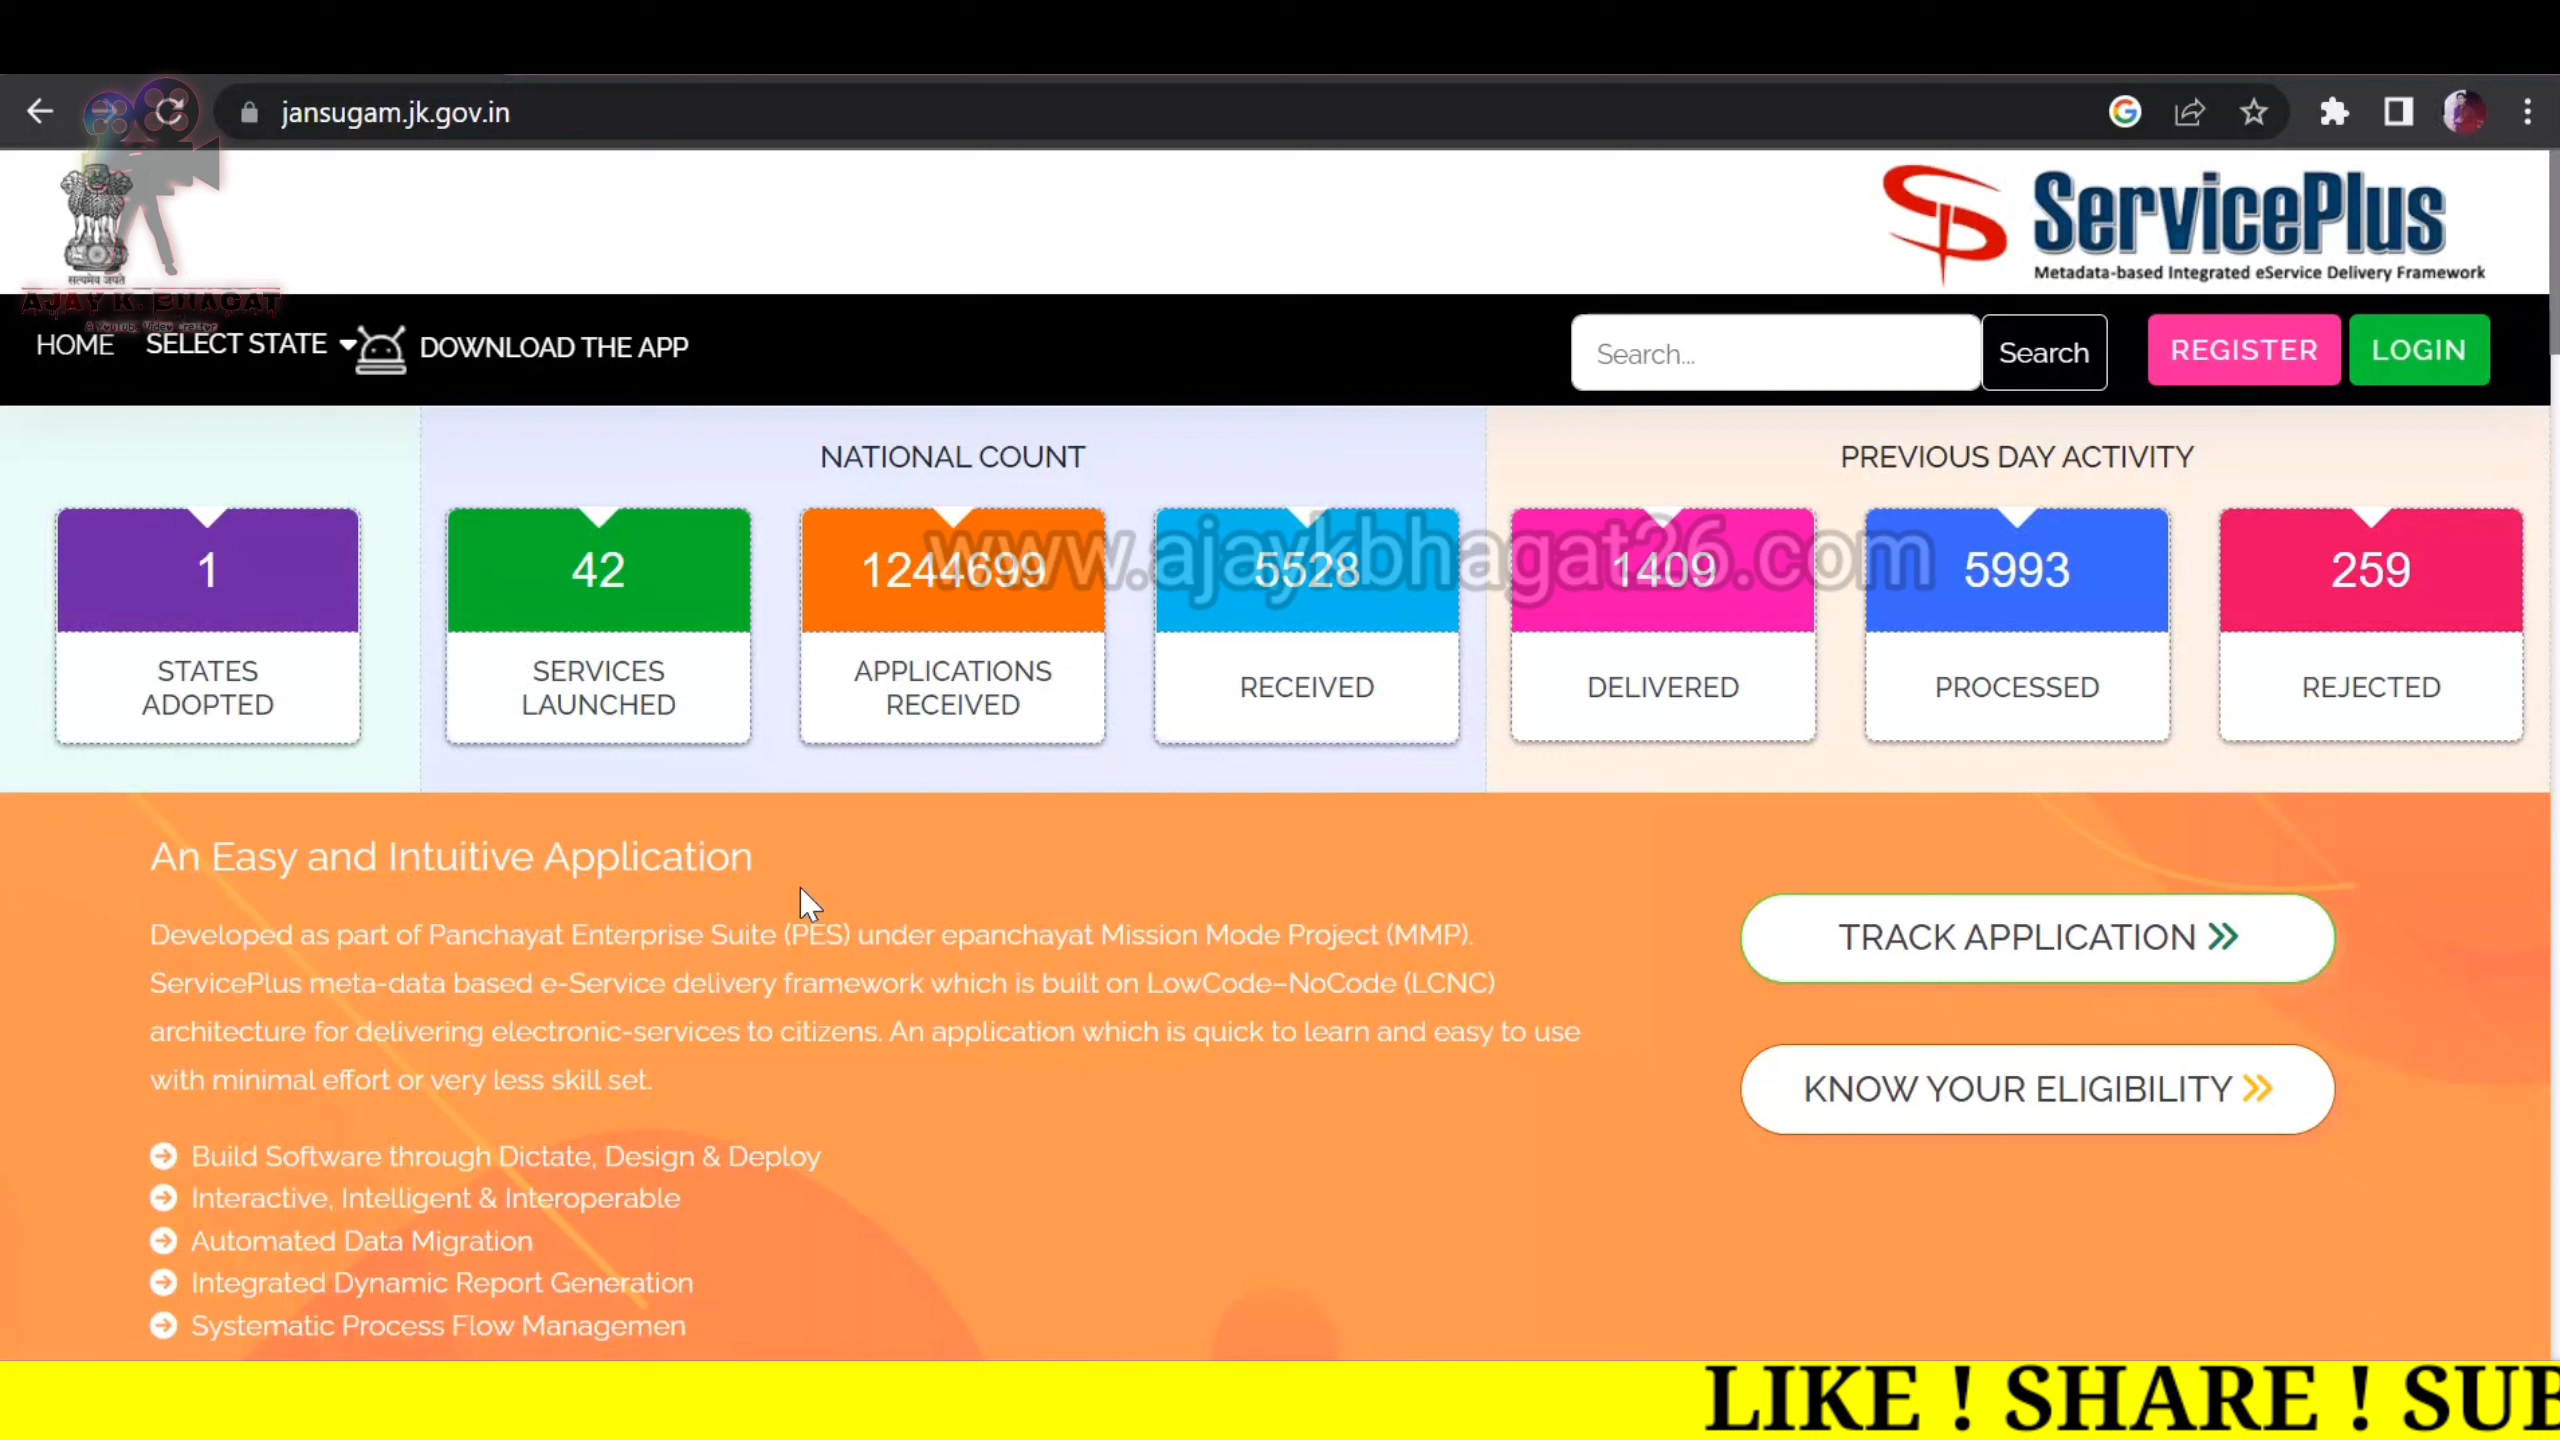 jansugam.jk.gov.in
सत्यमेव जयते
AJAY K. BHAGAT
A Youtube Video Creator
ServicePlus
Metadata-based Integrated eService Delivery Framework
HOME
SELECT STATE
DOWNLOAD THE APP
Search...
Search
REGISTER
LOGIN
NATIONAL COUNT
PREVIOUS DAY ACTIVITY
www.ajaykbhagat26.com
1
42
1244699
5528
1409
5993
259
STATES
ADOPTED
SERVICES
LAUNCHED
APPLICATIONS
RECEIVED
RECEIVED
DELIVERED
PROCESSED
REJECTED
An Easy and Intuitive Application
Developed as part of Panchayat Enterprise Suite (PES) under epanchayat Mission Mode Project (MMP).
ServicePlus meta-data based e-Service delivery framework which is built on LowCode–NoCode (LCNC)
architecture for delivering electronic-services to citizens. An application which is quick to learn and easy to use
with minimal effort or very less skill set.
Build Software through Dictate, Design & Deploy
Interactive, Intelligent & Interoperable
Automated Data Migration
Integrated Dynamic Report Generation
Systematic Process Flow Managemen
TRACK APPLICATION
KNOW YOUR ELIGIBILITY
LIKE ! SHARE ! SUB